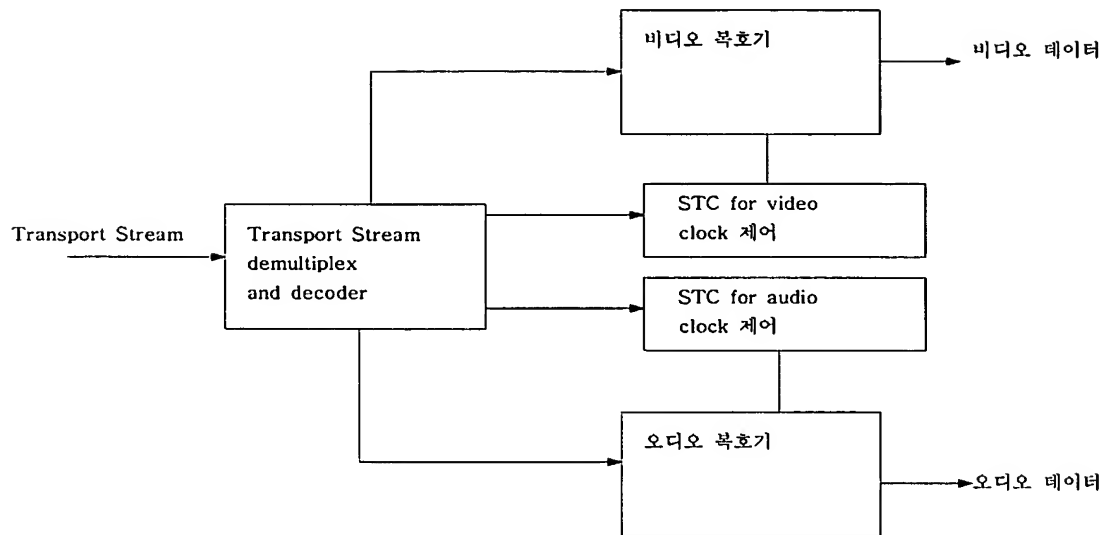 비디오 복호기
비디오 데이터
STC for video
clock 제어
Transport Stream
Transport Stream
demultiplex
and decoder
STC for audio
clock 제어
오디오 복호기
오디오 데이터